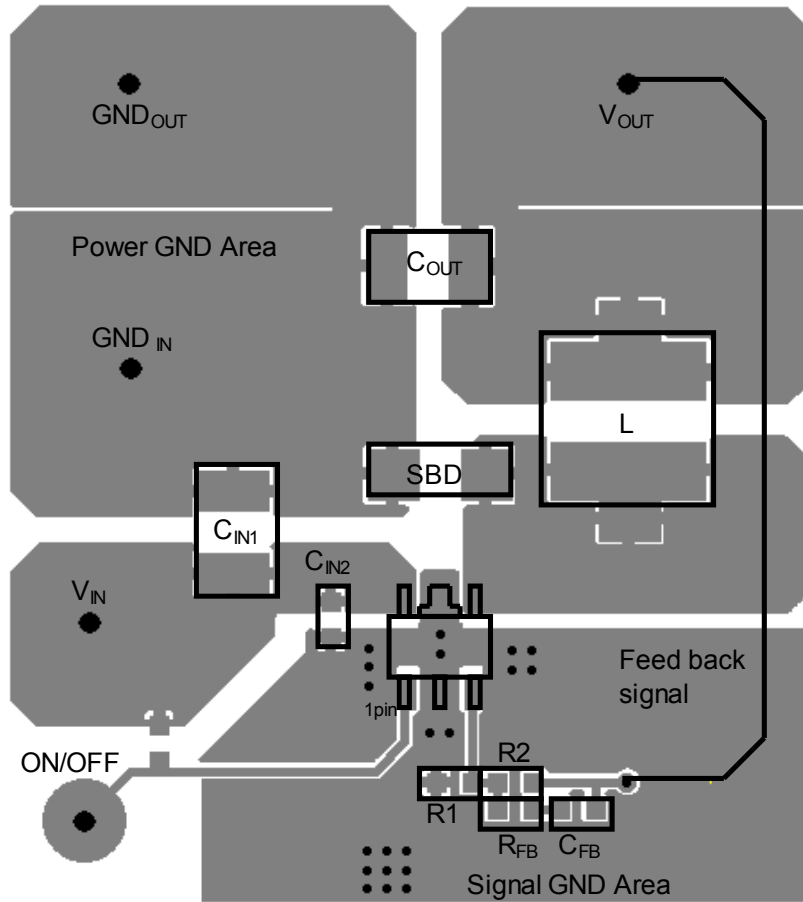 GNDOUT
VOUT
Power GND Area
COUT
GND IN
L
SBD
CIN1
CIN2
VIN
Feed back
signal
1pin
ON/OFF
R2
R1
RFB
CFB
Signal GND Area